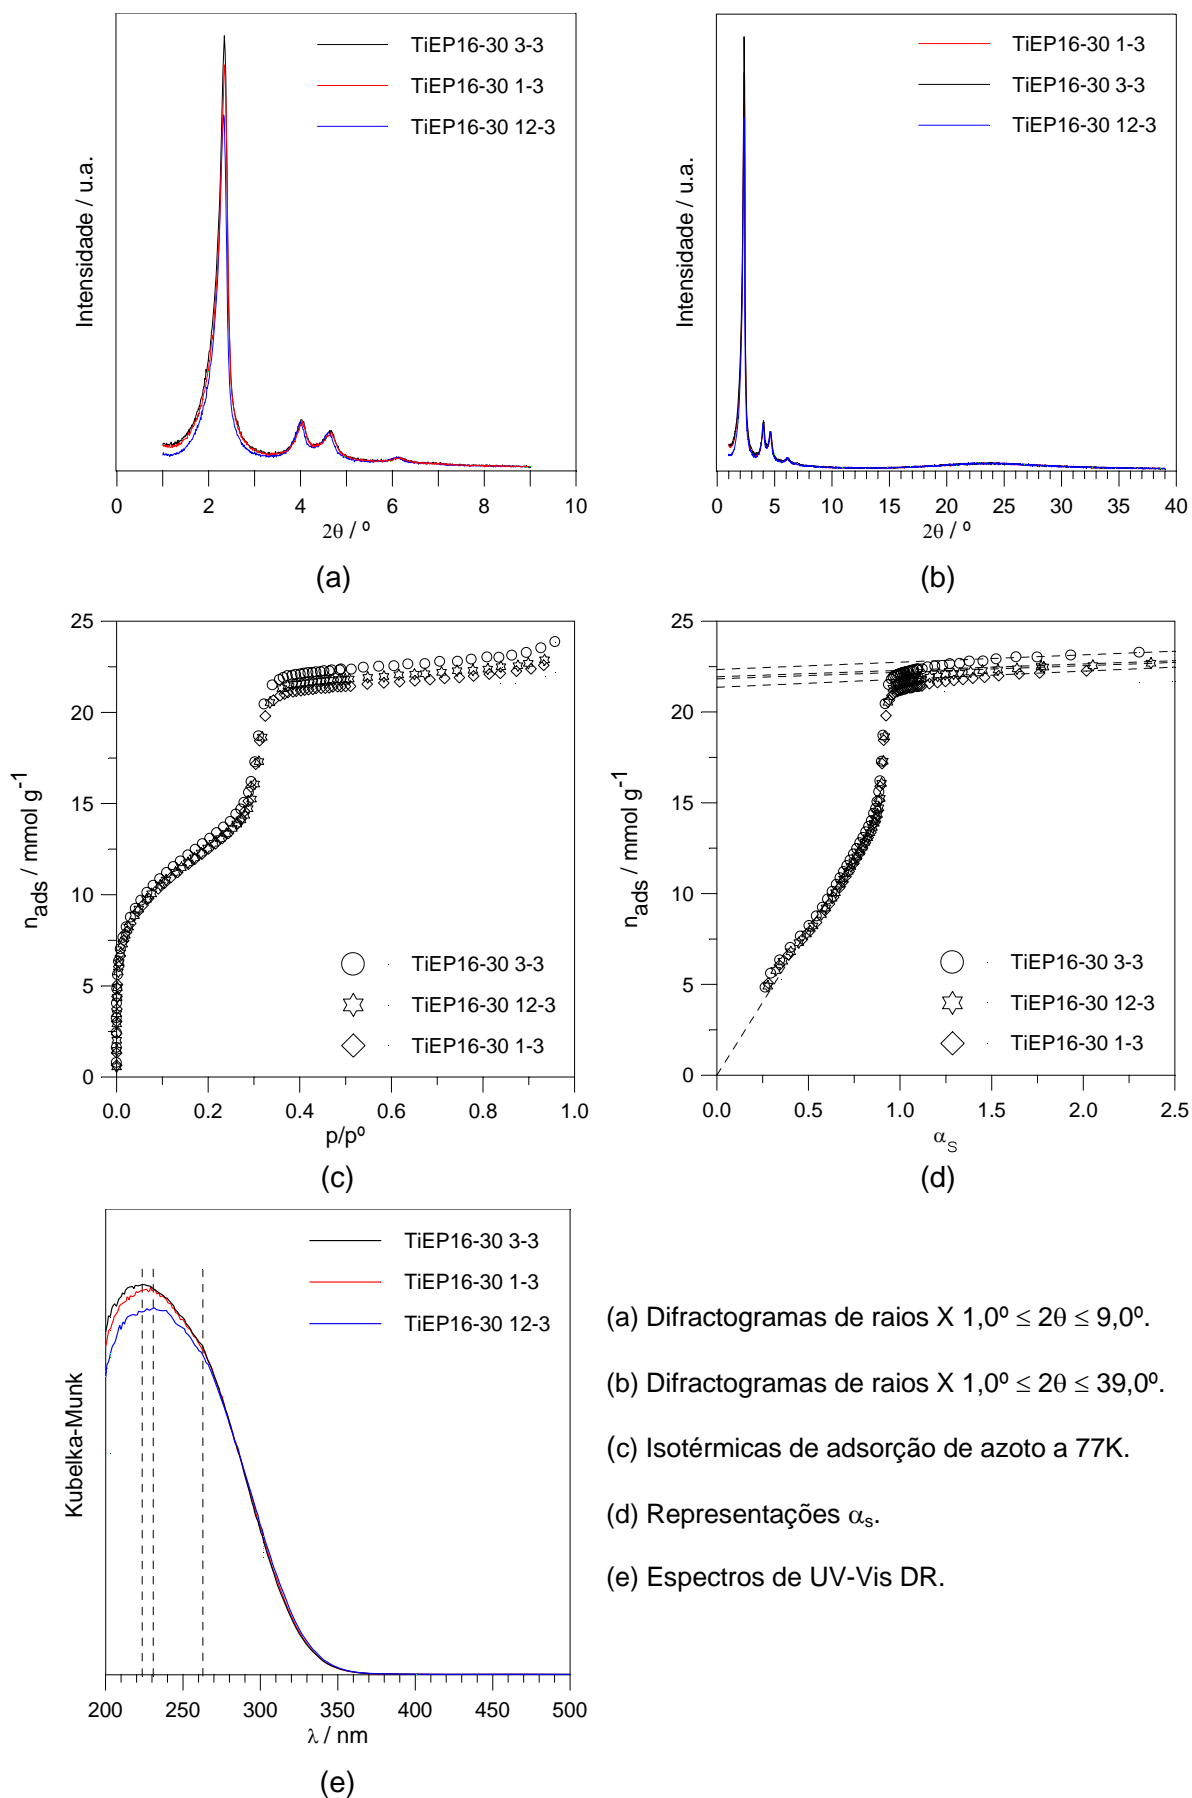 TiEP16-30 3-3
TiEP16-30 1-3
TiEP16-30 12-3
Intensidade / u.a.
0 2 4 6 8 10
2θ / º
(a)
TiEP16-30 1-3
TiEP16-30 3-3
TiEP16-30 12-3
Intensidade / u.a.
0 5 10 15 20 25 30 35 40
2θ / º
(b)
25
20
15
10
5
0
n_ads / mmol g⁻¹
TiEP16-30 3-3
TiEP16-30 12-3
TiEP16-30 1-3
0.0 0.2 0.4 0.6 0.8 1.0
p/pº
(c)
25
20
15
10
5
0
n_ads / mmol g⁻¹
TiEP16-30 3-3
TiEP16-30 12-3
TiEP16-30 1-3
0.0 0.5 1.0 1.5 2.0 2.5
α_S
(d)
TiEP16-30 3-3
TiEP16-30 1-3
TiEP16-30 12-3
Kubelka-Munk
200 250 300 350 400 450 500
λ / nm
(e)
(a) Difractogramas de raios X 1,0º ≤ 2θ ≤ 9,0º.
(b) Difractogramas de raios X 1,0º ≤ 2θ ≤ 39,0º.
(c) Isotérmicas de adsorção de azoto a 77K.
(d) Representações α_s.
(e) Espectros de UV-Vis DR.